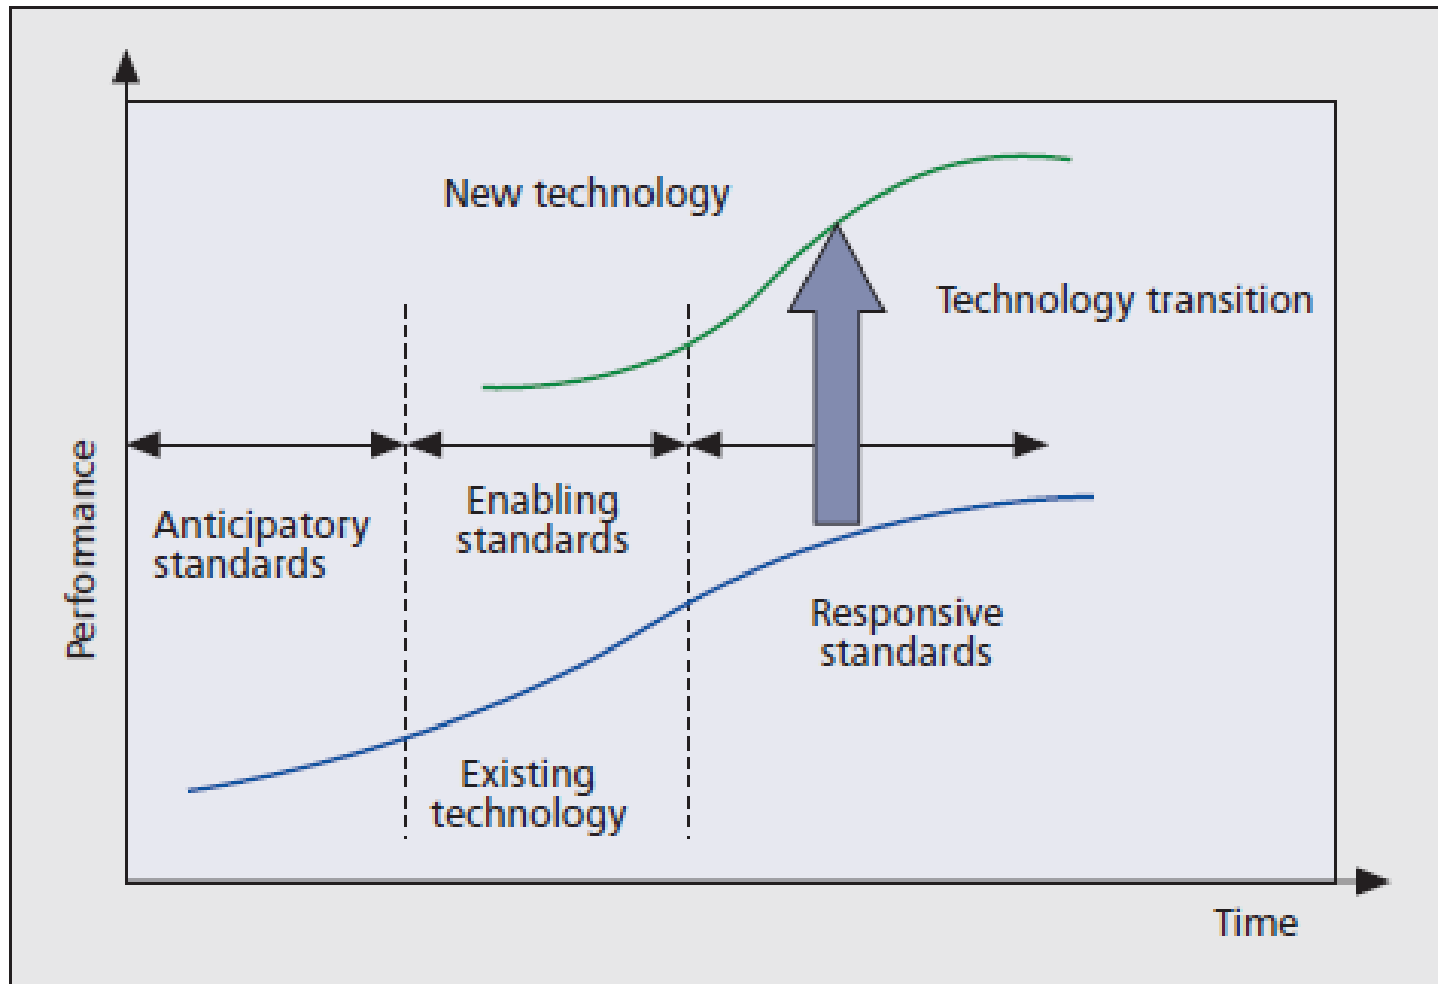 New technology
Technology transition
Performance
Anticipatory
standards
Enabling
standards
Responsive
standards
Existing
technology
Time